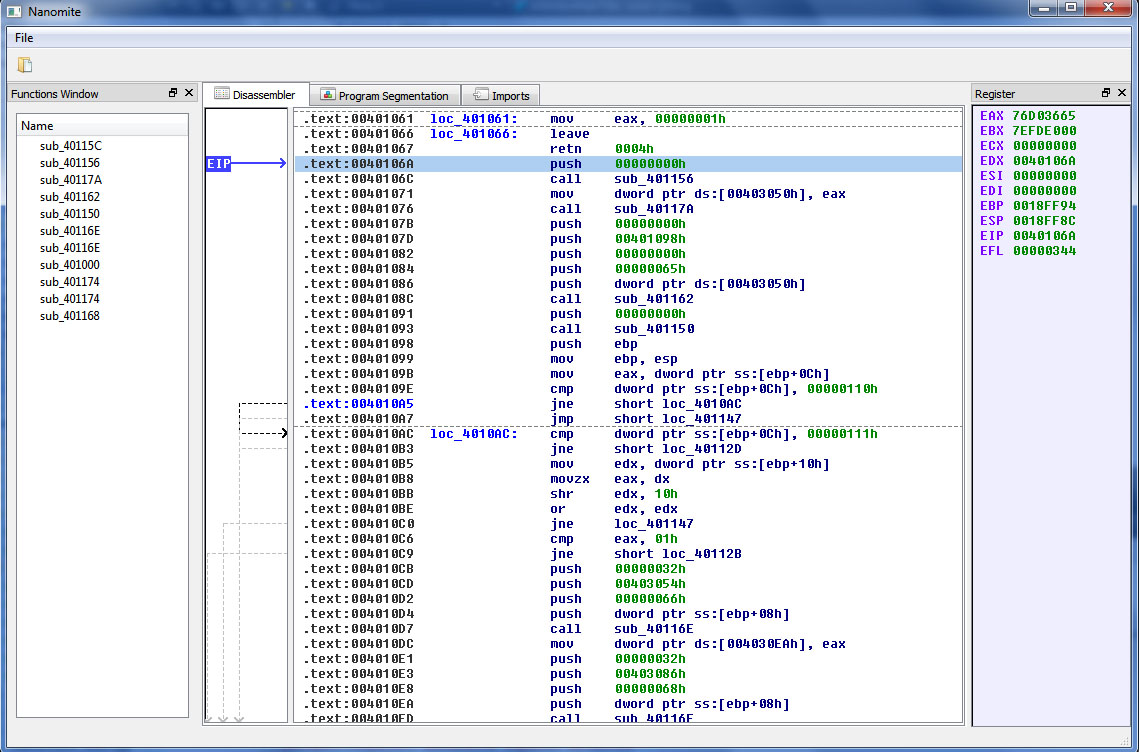 Nanomite
File
Functions Window
Name
sub_40115C
sub_401156
sub_40117A
sub_401162
sub_401150
sub_40116E
sub_40116E
sub_401000
sub_401174
sub_401174
sub_401168
Disassembler Program Segmentation Imports
.text:00401061 loc_401061: mov eax, 00000001h
.text:00401066 loc_401066: leave
.text:00401067 retn 0004h
EIP .text:0040106A push 00000000h
.text:0040106C call sub_401156
.text:00401071 mov dword ptr ds:[00403050h], eax
.text:00401076 call sub_40117A
.text:0040107B push 00000000h
.text:0040107D push 00401098h
.text:00401082 push 00000000h
.text:00401084 push 00000065h
.text:00401086 push dword ptr ds:[00403050h]
.text:0040108C call sub_401162
.text:00401091 push 00000000h
.text:00401093 call sub_401150
.text:00401098 push ebp
.text:00401099 mov ebp, esp
.text:0040109B mov eax, dword ptr ss:[ebp+0Ch]
.text:0040109E cmp dword ptr ss:[ebp+0Ch], 00000110h
.text:004010A5 jne short loc_4010AC
.text:004010A7 jmp short loc_401147
.text:004010AC loc_4010AC: cmp dword ptr ss:[ebp+0Ch], 00000111h
.text:004010B3 jne short loc_40112D
.text:004010B5 mov edx, dword ptr ss:[ebp+10h]
.text:004010B8 movzx eax, dx
.text:004010BB shr edx, 10h
.text:004010BE or edx, edx
.text:004010C0 jne loc_401147
.text:004010C6 cmp eax, 01h
.text:004010C9 jne short loc_40112B
.text:004010CB push 00000032h
.text:004010CD push 00403054h
.text:004010D2 push 00000066h
.text:004010D4 push dword ptr ss:[ebp+08h]
.text:004010D7 call sub_40116E
.text:004010DC mov dword ptr ds:[004030EAh], eax
.text:004010E1 push 00000032h
.text:004010E3 push 00403086h
.text:004010E8 push 00000068h
.text:004010EA push dword ptr ss:[ebp+08h]
.text:004010ED call sub_40116E
Register
EAX 76D03665
EBX 7EFDE000
ECX 00000000
EDX 0040106A
ESI 00000000
EDI 00000000
EBP 0018FF94
ESP 0018FF8C
EIP 0040106A
EFL 00000344